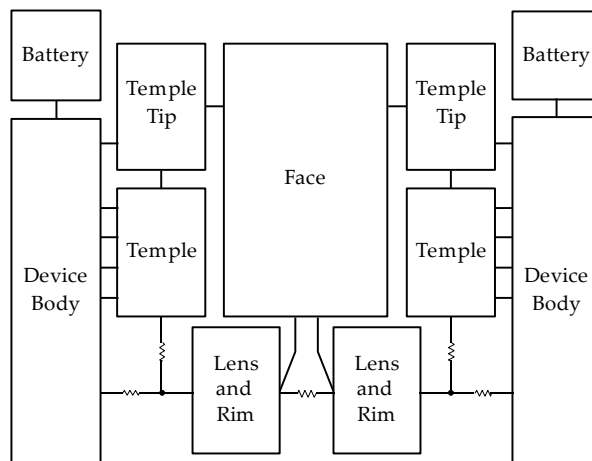 Battery
Battery
Temple
Tip
Temple
Tip
Face
Temple
Temple
Device
Body
Device
Body
Lens
and
Rim
Lens
and
Rim